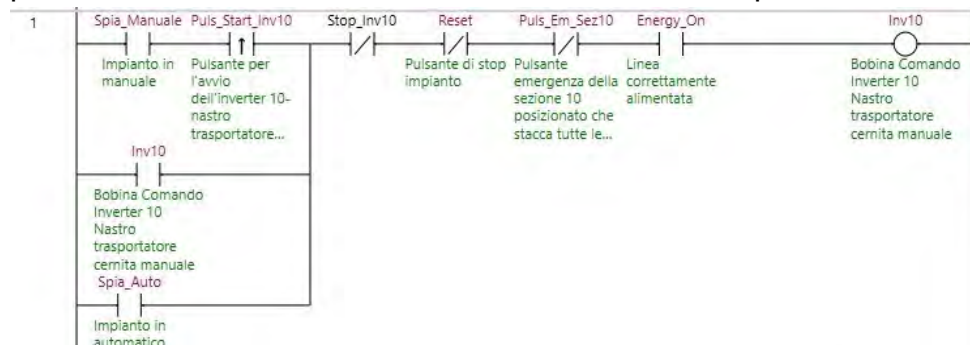 1
Spia_Manuale Puls_Start_Inv10 Stop_Inv10 Reset Puls_Em_Sez10 Energy_On Inv10
Impianto in manuale
Pulsante per
l'avvio
dell'inverter 10-
nastro
trasportatore...
Pulsante di stop
impianto
Pulsante
emergenza della
sezione 10
posizionato che
stacca tutte le...
Linea
correttamente
alimentata
Bobina Comando
Inverter 10
Nastro
trasportatore
cernita manuale
Inv10
Bobina Comando
Inverter 10
Nastro
trasportatore
cernita manuale
Spia_Auto
Impianto in
automatico